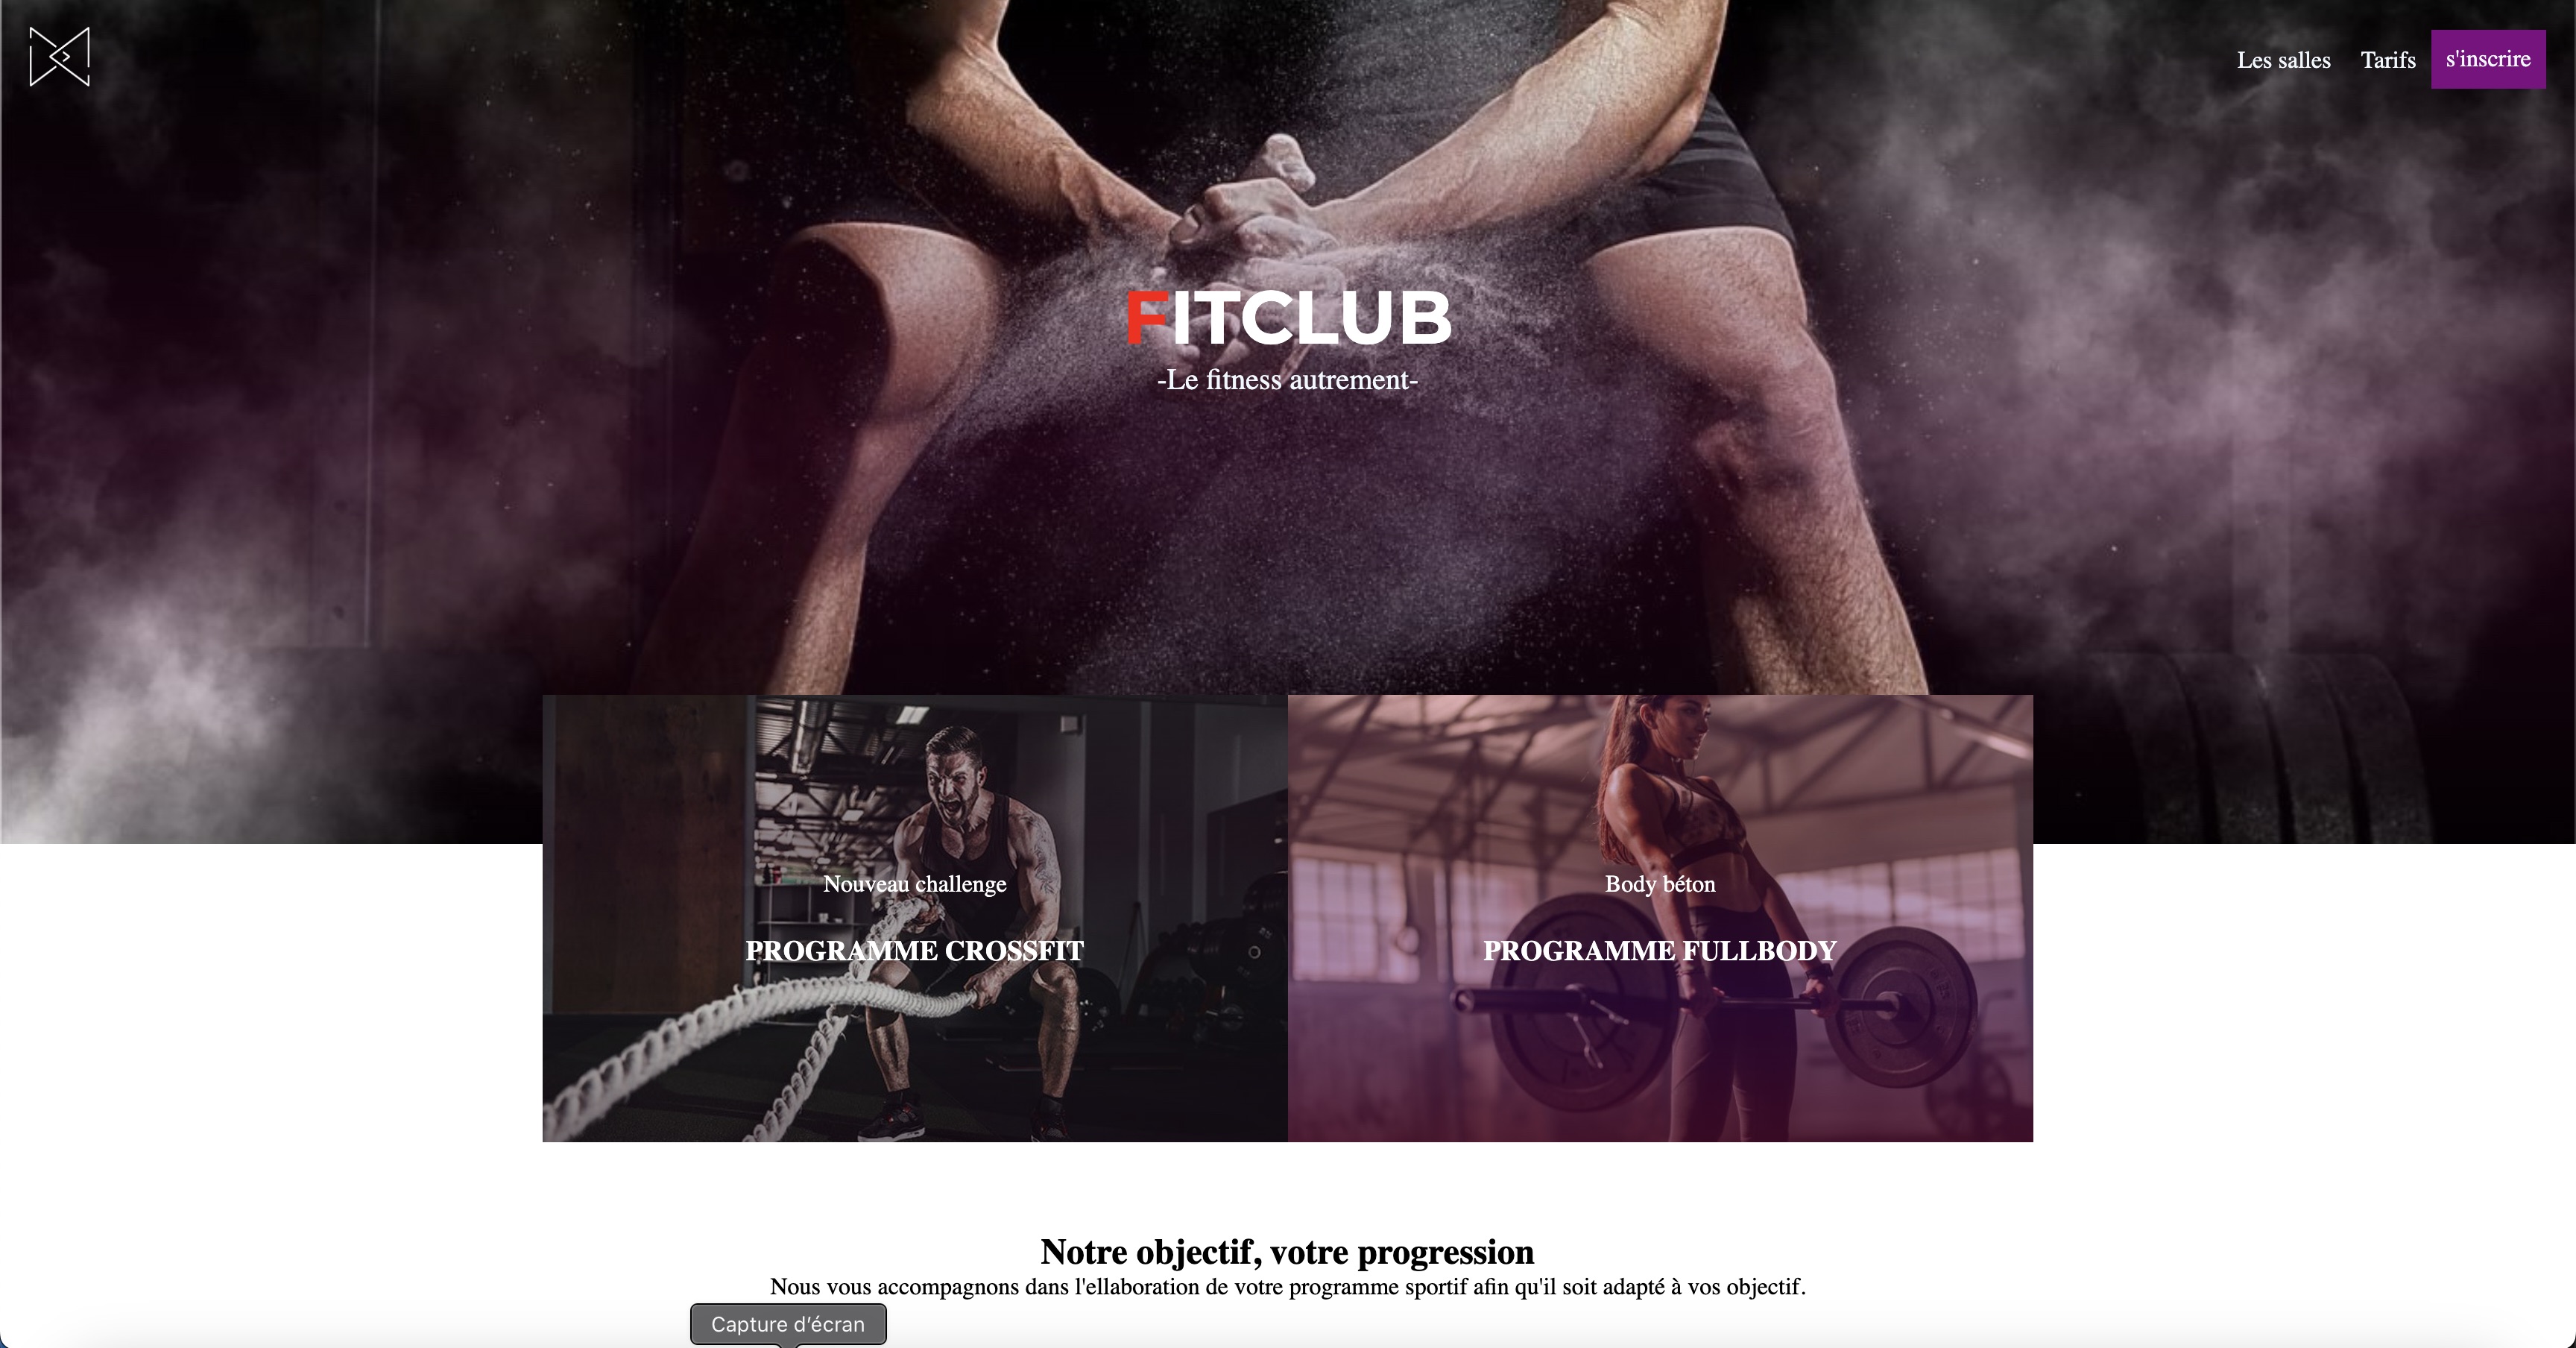 Les salles
Tarifs
s'inscrire
FITCLUB
-Le fitness autrement-
Nouveau challenge
PROGRAMME CROSSFIT
Body béton
PROGRAMME FULLBODY
Notre objectif, votre progression
Nous vous accompagnons dans l'ellaboration de votre programme sportif afin qu'il soit adapté à vos objectif.
Capture d'écran